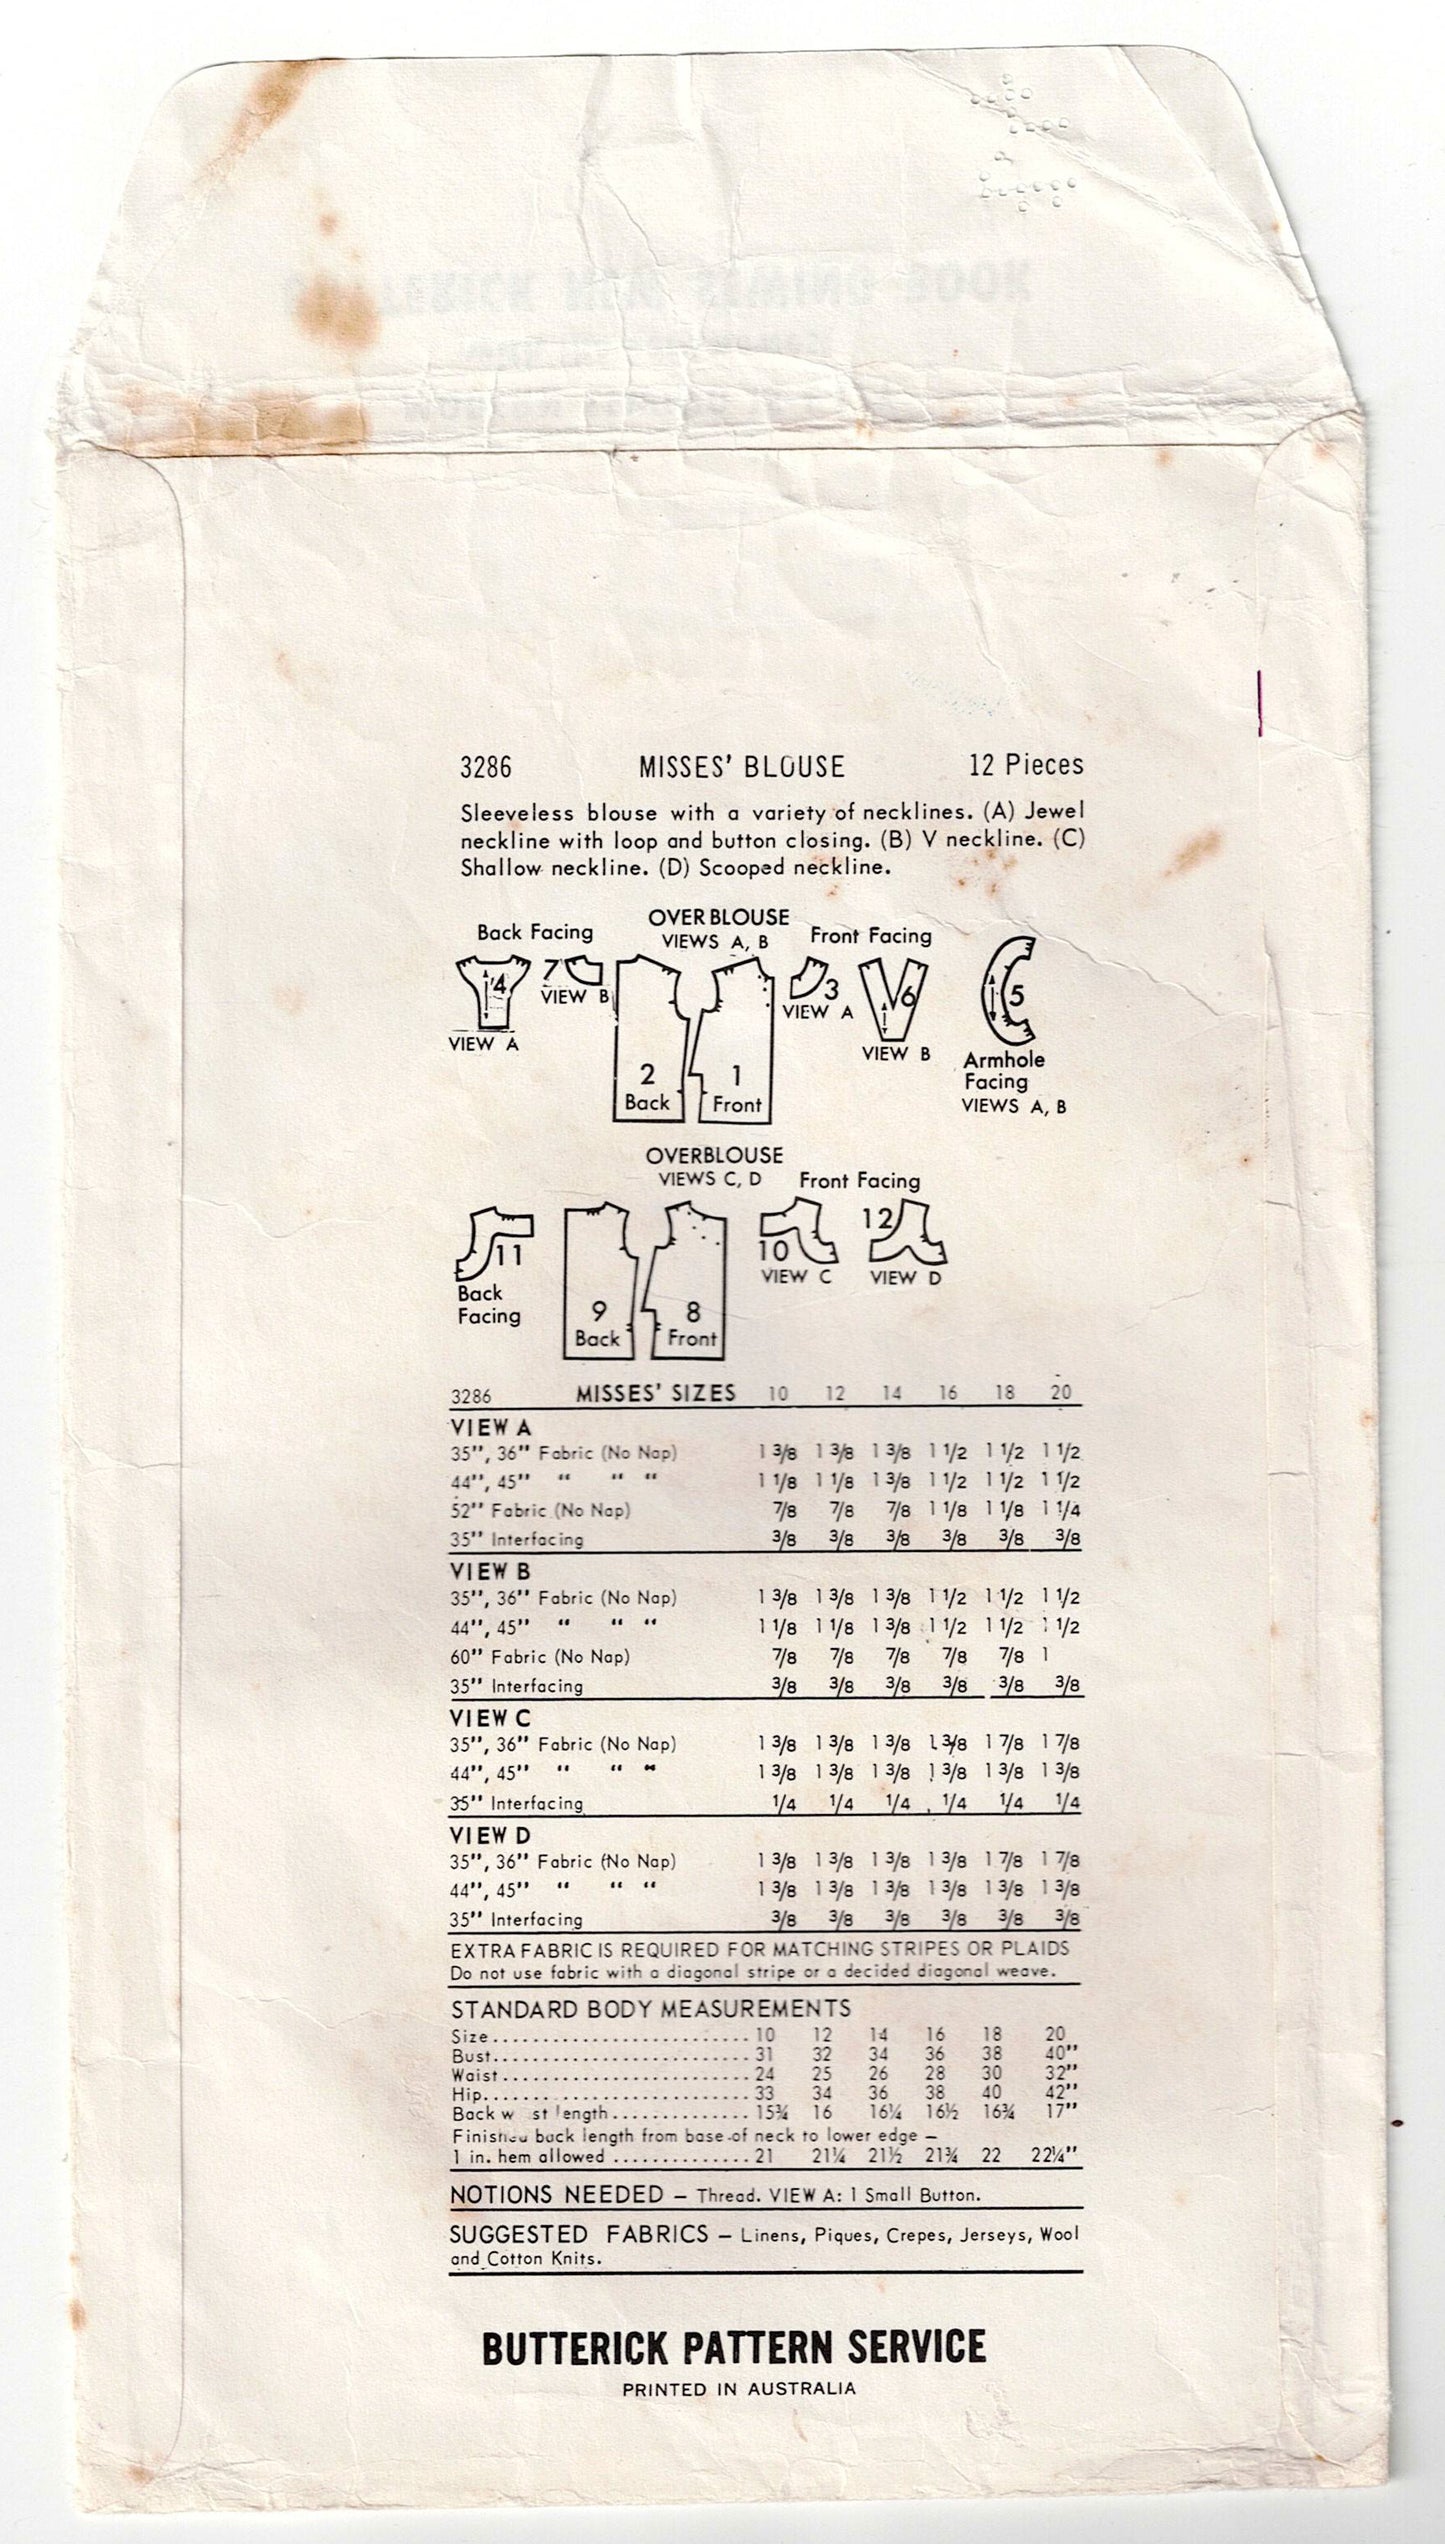 3286 MISSES' BLOUSE 12 Pieces
Sleeveless blouse with a variety of necklines. (A) Jewel
neckline with loop and button closing. (B) V neckline. (C)
Shallow neckline. (D) Scooped neckline.
OVERBLOUSE
VIEWS A, B
Back Facing
Front Facing
4
VIEW A
7
VIEW B
2
Back
1
Front
3
VIEW A
6
VIEW B
5
Armhole
Facing
VIEWS A, B
OVERBLOUSE
VIEWS C, D
Front Facing
11
Back
Facing
9
Back
8
Front
10
VIEW C
12
VIEW D
3286 MISSES' SIZES 10 12 14 16 18 20
VIEW A
35", 36" Fabric (No Nap) 1 3/8 1 3/8 1 3/8 1 1/2 1 1/2 1 1/2
44", 45" " " " 1 1/8 1 1/8 1 3/8 1 1/2 1 1/2 1 1/2
52" Fabric (No Nap) 7/8 7/8 7/8 1 1/8 1 1/8 1 1/4
35" Interfacing 3/8 3/8 3/8 3/8 3/8 3/8
VIEW B
35", 36" Fabric (No Nap) 1 3/8 1 3/8 1 3/8 1 1/2 1 1/2 1 1/2
44", 45" " " " 1 1/8 1 1/8 1 3/8 1 1/2 1 1/2 1 1/2
60" Fabric (No Nap) 7/8 7/8 7/8 7/8 7/8 1
35" Interfacing 3/8 3/8 3/8 3/8 3/8 3/8
VIEW C
35", 36" Fabric (No Nap) 1 3/8 1 3/8 1 3/8 1 3/8 1 7/8 1 7/8
44", 45" " " " 1 3/8 1 3/8 1 3/8 1 3/8 1 3/8 1 3/8
35" Interfacing 1/4 1/4 1/4 1/4 1/4 1/4
VIEW D
35", 36" Fabric (No Nap) 1 3/8 1 3/8 1 3/8 1 3/8 1 7/8 1 7/8
44", 45" " " " 1 3/8 1 3/8 1 3/8 1 3/8 1 3/8 1 3/8
35" Interfacing 3/8 3/8 3/8 3/8 3/8 3/8
EXTRA FABRIC IS REQUIRED FOR MATCHING STRIPES OR PLAIDS
Do not use fabric with a diagonal stripe or a decided diagonal weave.
STANDARD BODY MEASUREMENTS
Size.......................... 10 12 14 16 18 20
Bust.......................... 31 32 34 36 38 40"
Waist......................... 24 25 26 28 30 32"
Hip........................... 33 34 36 38 40 42"
Back w st length.............. 15¾ 16 16¼ 16½ 16¾ 17"
Finished back length from base of neck to lower edge –
1 in. hem allowed .............. 21 21¼ 21½ 21¾ 22 22¼"
NOTIONS NEEDED – Thread. VIEW A: 1 Small Button.
SUGGESTED FABRICS – Linens, Piques, Crepes, Jerseys, Wool
and Cotton Knits.
BUTTERICK PATTERN SERVICE
PRINTED IN AUSTRALIA